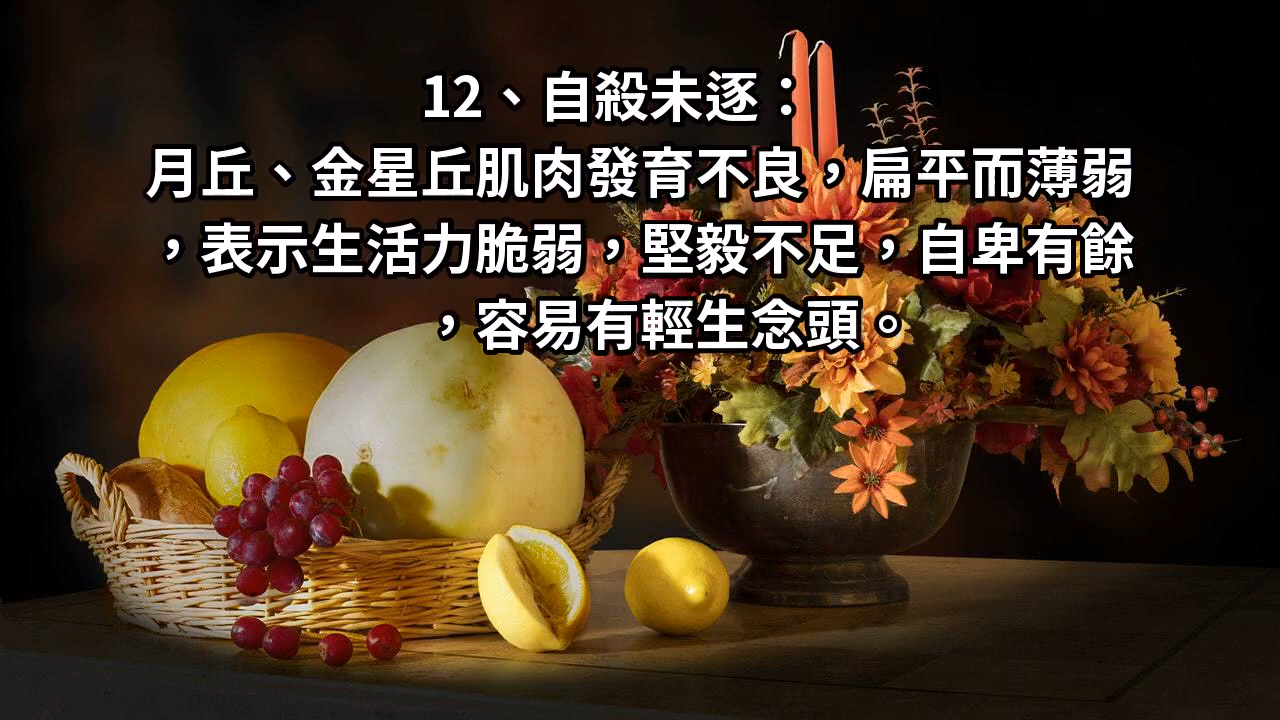 12、自殺未逐：
月丘、金星丘肌肉發育不良，扁平而薄弱
，表示生活力脆弱，堅毅不足，自卑有餘
，容易有輕生念頭。